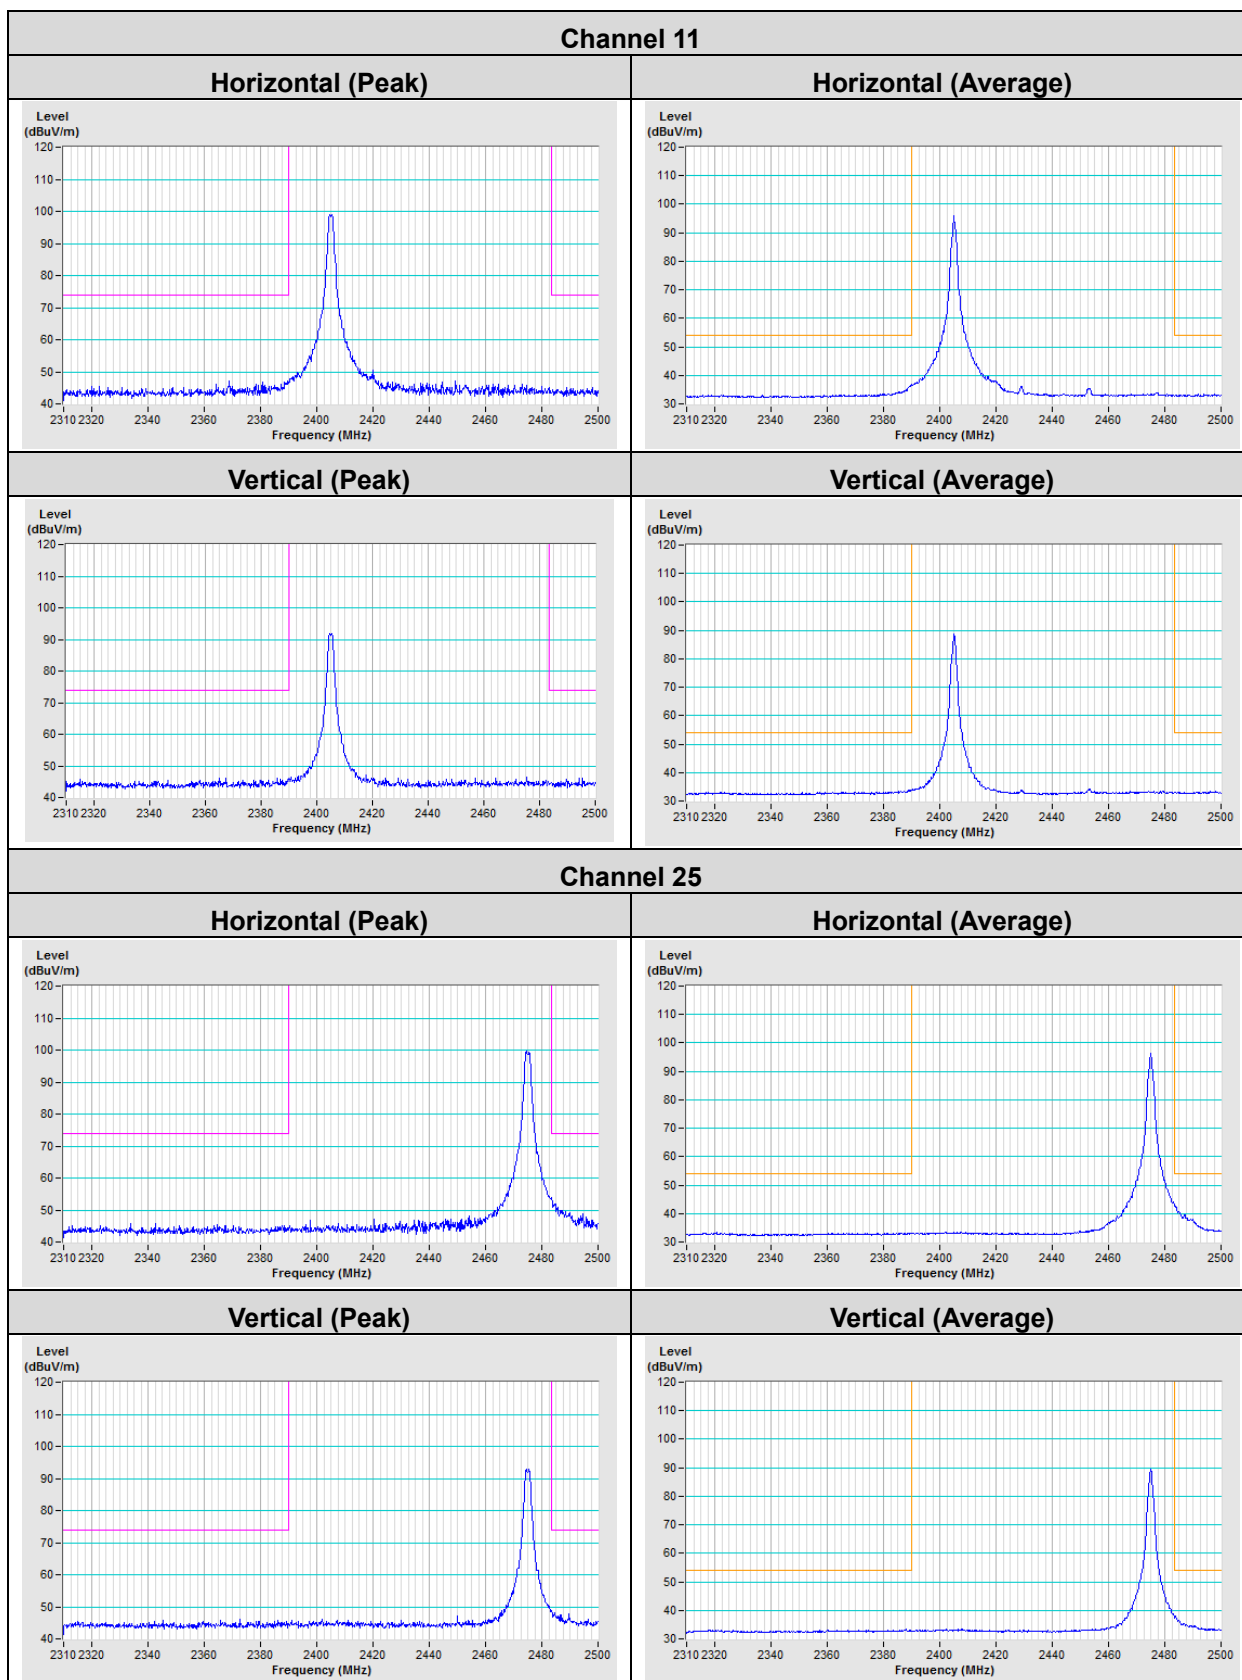 Channel 11
Horizontal (Peak) Horizontal (Average)
Level Level
(dBuV/m) (dBuV/m)
120 120
110 110
100 100
90 90
80 80
70 70
60 60
50 50
40 40
30
2310 2320 2340 2360 2380 2400 2420 2440 2460 2480 2500 2310 2320 2340 2360 2380 2400 2420 2440 2460 2480 2500
Frequency (MHz) Frequency (MHz)
Vertical (Peak) Vertical (Average)
Level Level
(dBuV/m) (dBuV/m)
120 120
110 110
100 100
90 90
80 80
70 70
60 60
50 50
40 40
30
2310 2320 2340 2360 2380 2400 2420 2440 2460 2480 2500 2310 2320 2340 2360 2380 2400 2420 2440 2460 2480 2500
Frequency (MHz) Frequency (MHz)
Channel 25
Horizontal (Peak) Horizontal (Average)
Level Level
(dBuV/m) (dBuV/m)
120 120
110 110
100 100
90 90
80 80
70 70
60 60
50 50
40 40
30
2310 2320 2340 2360 2380 2400 2420 2440 2460 2480 2500 2310 2320 2340 2360 2380 2400 2420 2440 2460 2480 2500
Frequency (MHz) Frequency (MHz)
Vertical (Peak) Vertical (Average)
Level Level
(dBuV/m) (dBuV/m)
120 120
110 110
100 100
90 90
80 80
70 70
60 60
50 50
40 40
30
2310 2320 2340 2360 2380 2400 2420 2440 2460 2480 2500 2310 2320 2340 2360 2380 2400 2420 2440 2460 2480 2500
Frequency (MHz) Frequency (MHz)